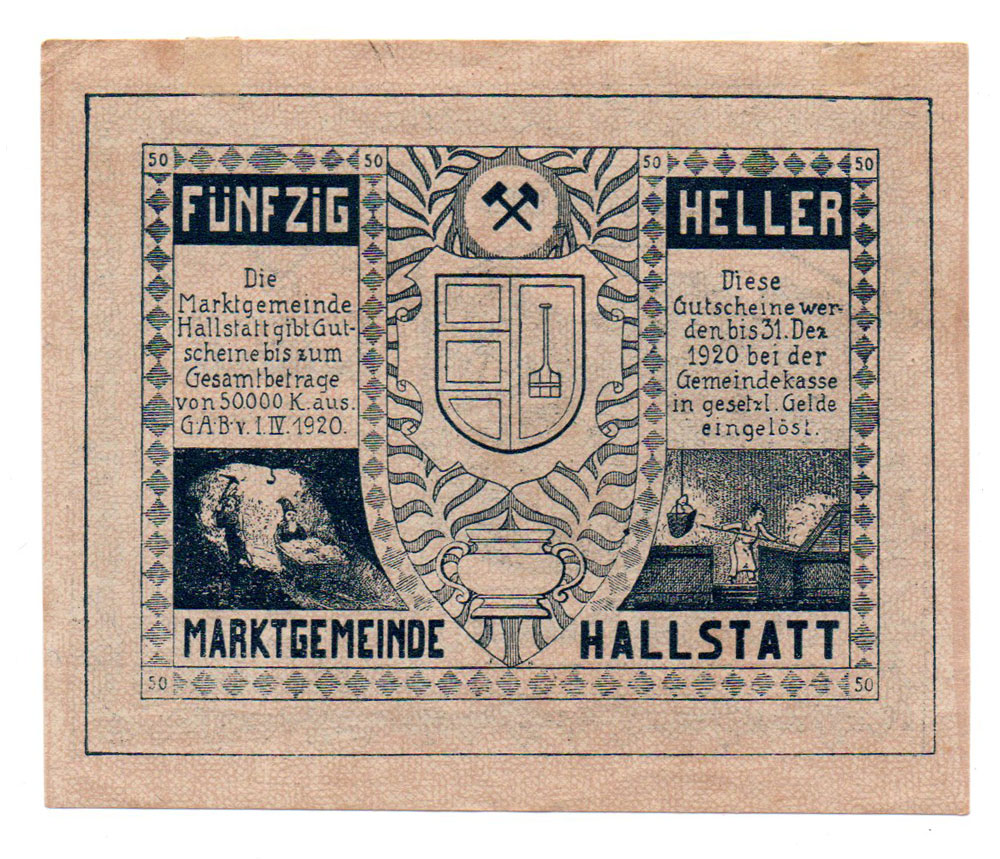 50 50 50 50
FÜNFZIG HELLER
Die
Marktgemeinde
Hallstatt gibt Gut-
scheine bis zum
Gesamtbetrage
von 50000 K. aus.
G.A.B.v. I. IV. 1920.
Diese
Gutscheine wer-
den bis 31. Dez
1920 bei der
Gemeindekasse
in gesetzl. Gelde
eingelöst.
MARKTGEMEINDE HALLSTATT
50 50